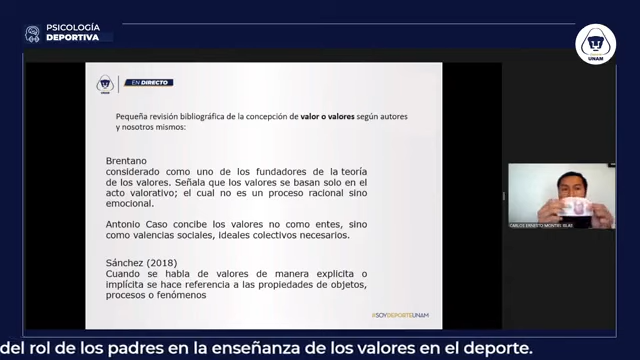 PSICOLOGÍA
DEPORTIVA
UNAM
UNAM
EN DIRECTO
Pequeña revisión bibliográfica de la concepción de valor o valores según autores
y nosotros mismos:
Brentano
considerado como uno de los fundadores de la teoría
de los valores. Señala que los valores se basan solo en el
acto valorativo; el cual no es un proceso racional sino
emocional.
Antonio Caso concibe los valores no como entes, sino
como valencias sociales, ideales colectivos necesarios.
Sánchez (2018)
Cuando se habla de valores de manera explicita o
implícita se hace referencia a las propiedades de objetos,
procesos o fenómenos
#SOYDEPORTEUNAM
CARLOS ERNESTO MONTIEL
del rol de los padres en la enseñanza de los valores en el deporte.